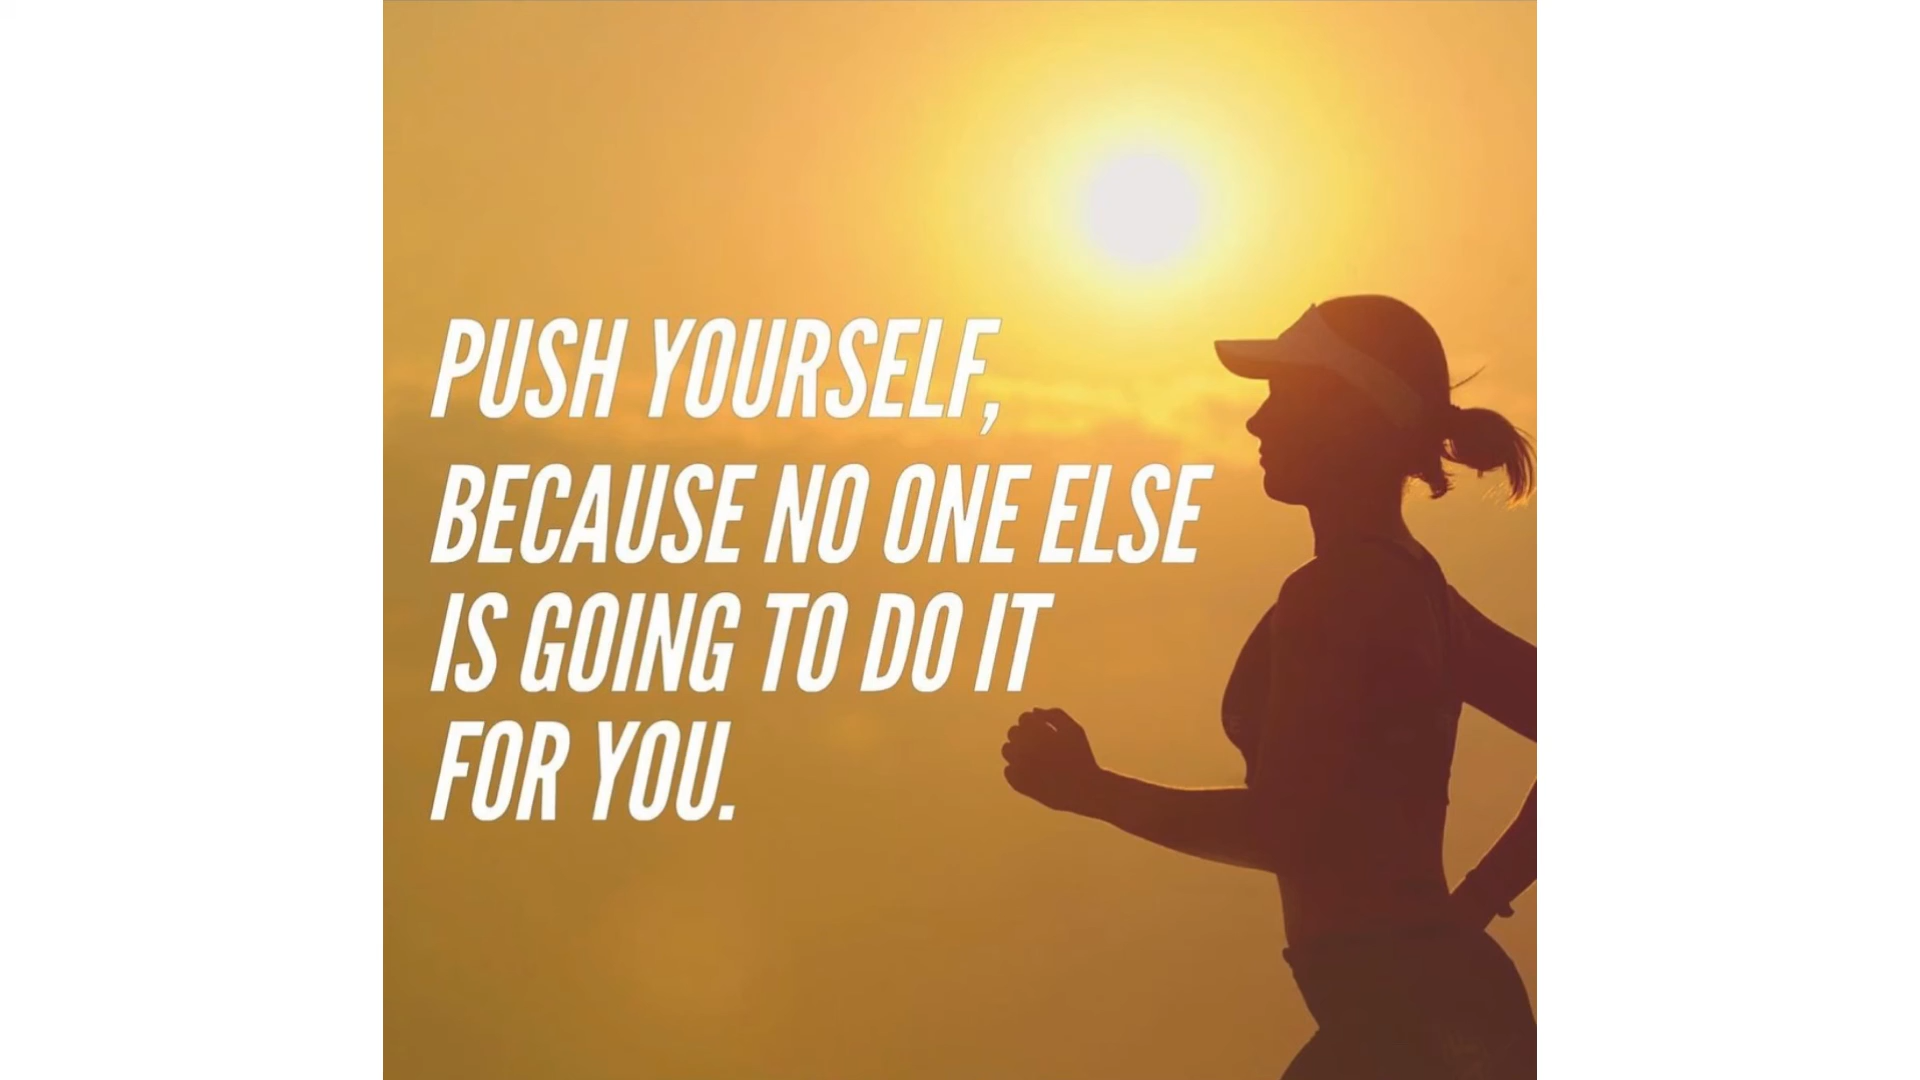 PUSH YOURSELF,
BECAUSE NO ONE ELSE
IS GOING TO DO IT
FOR YOU.